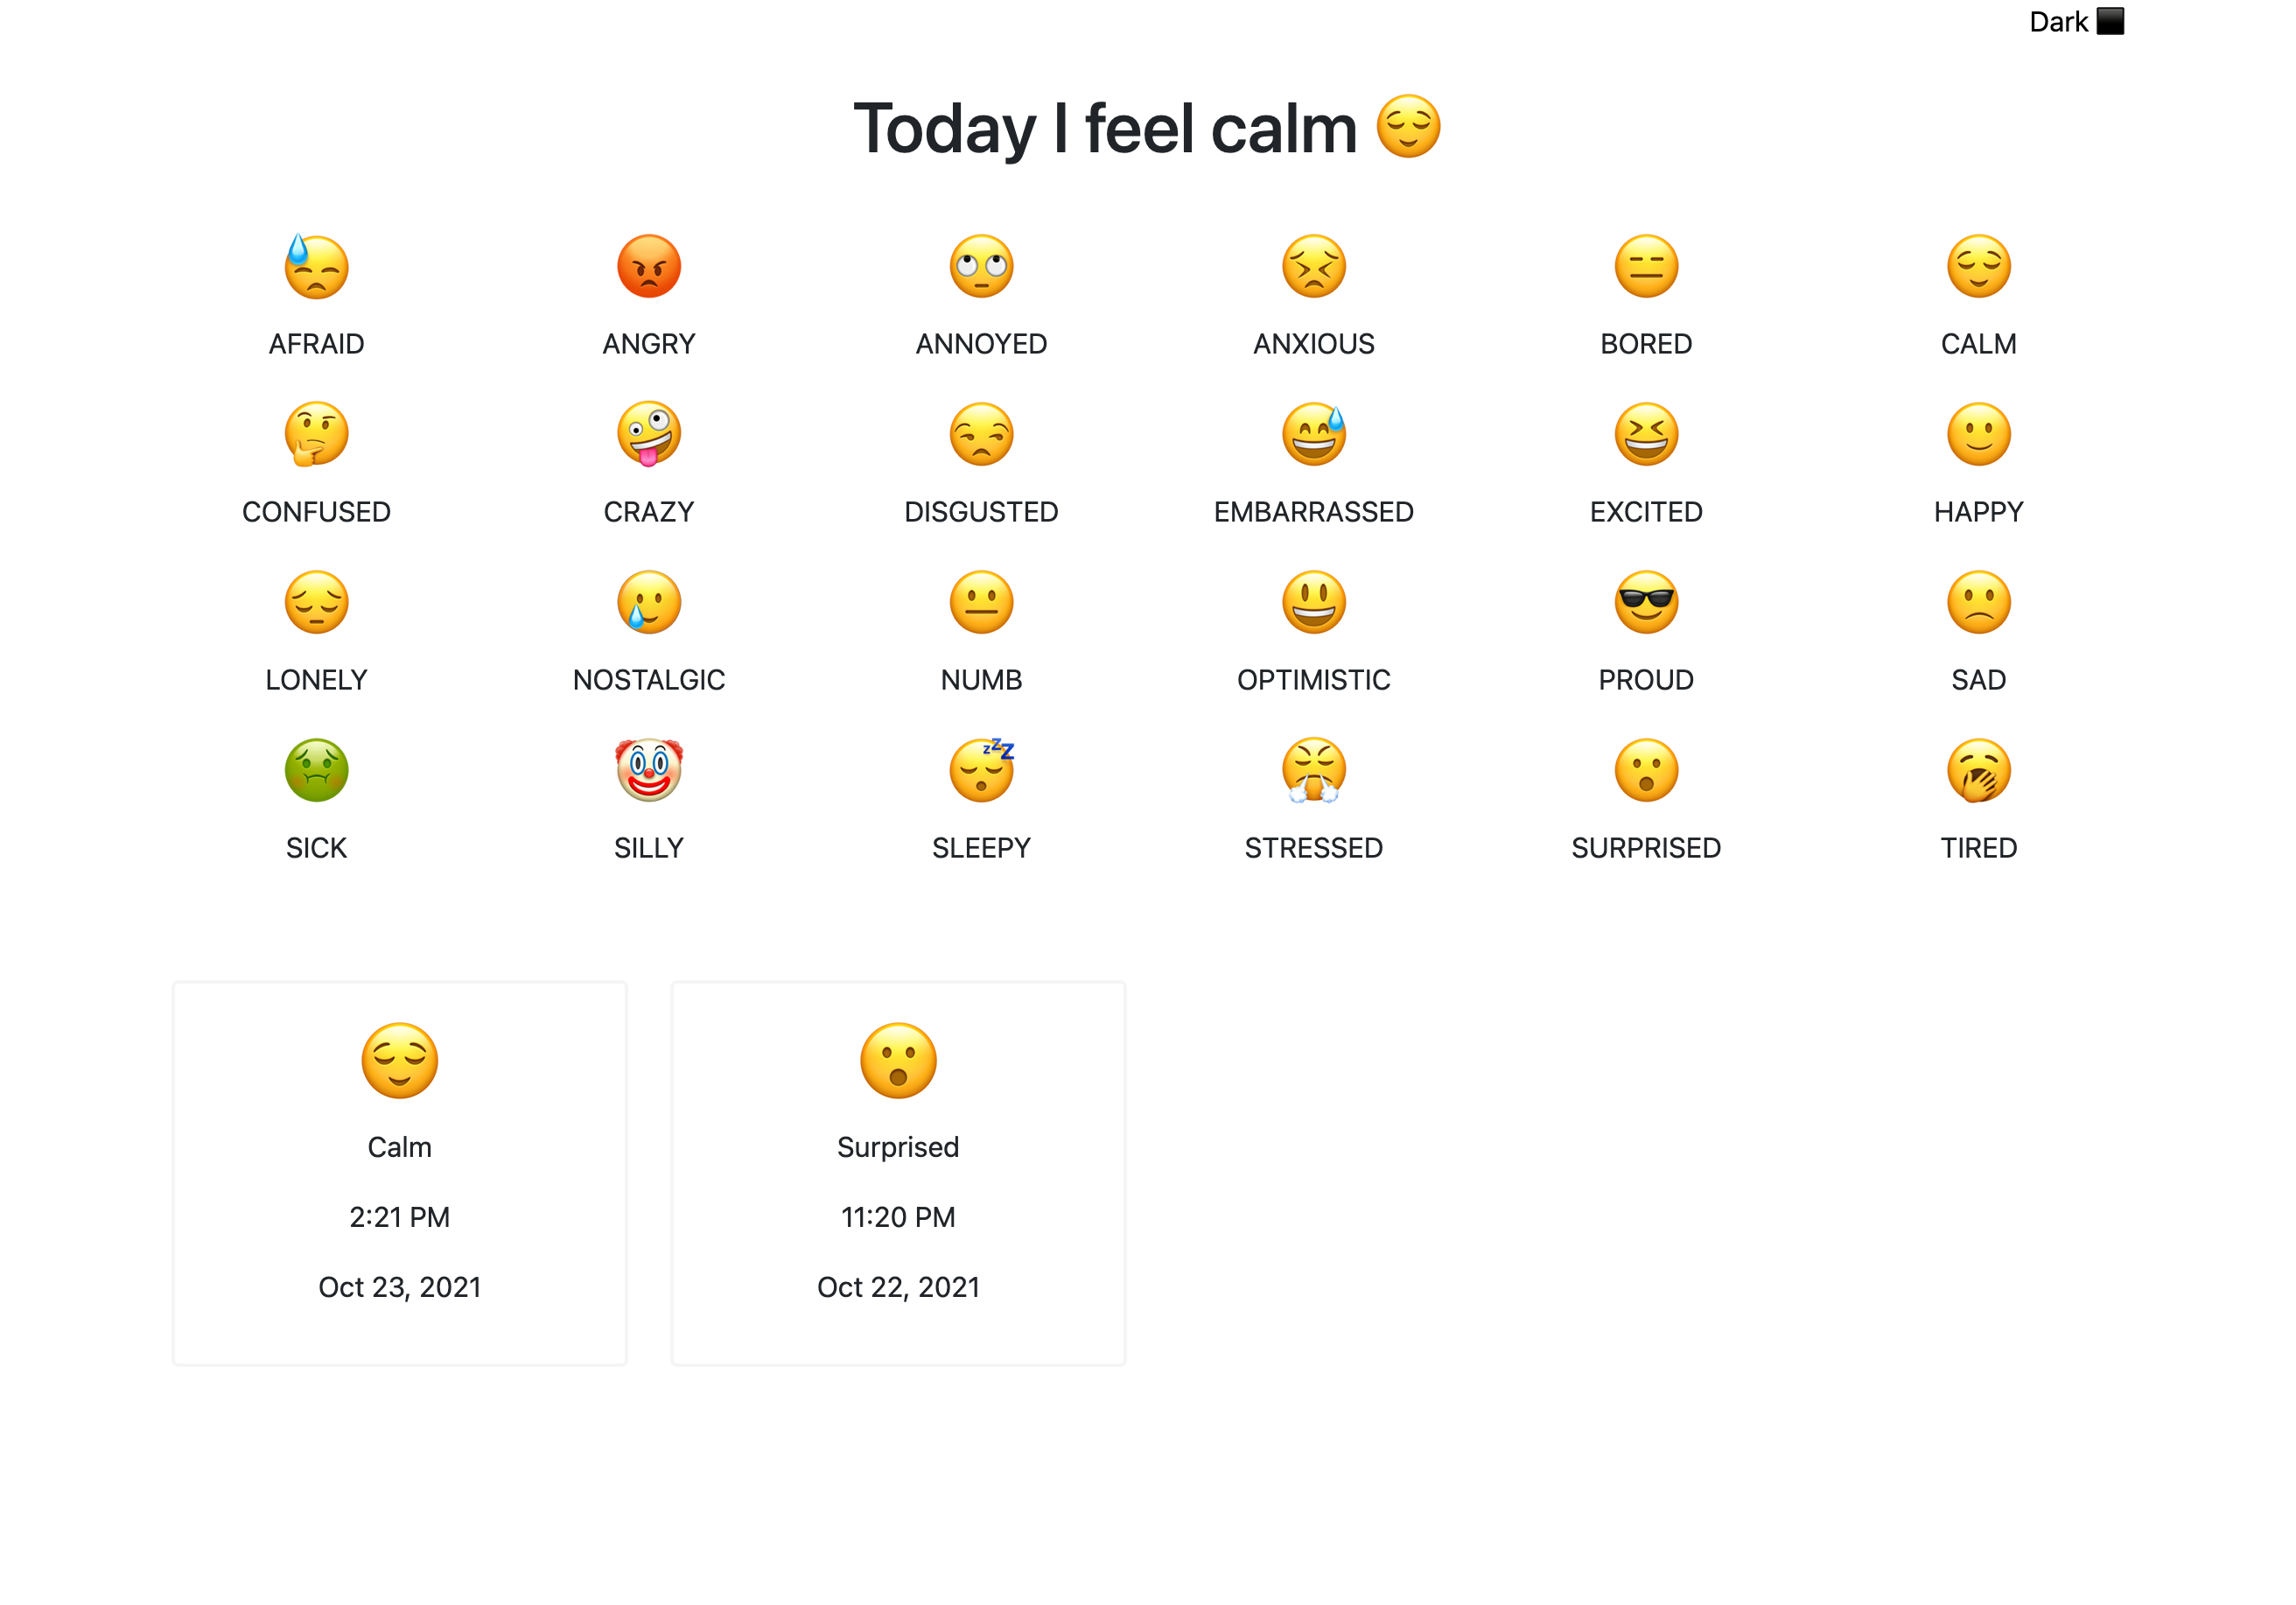 Dark ⬛
Today I feel calm 😌
AFRAID ANGRY ANNOYED ANXIOUS BORED CALM
CONFUSED CRAZY DISGUSTED EMBARRASSED EXCITED HAPPY
LONELY NOSTALGIC NUMB OPTIMISTIC PROUD SAD
SICK SILLY SLEEPY STRESSED SURPRISED TIRED
Calm
2:21 PM
Oct 23, 2021
Surprised
11:20 PM
Oct 22, 2021